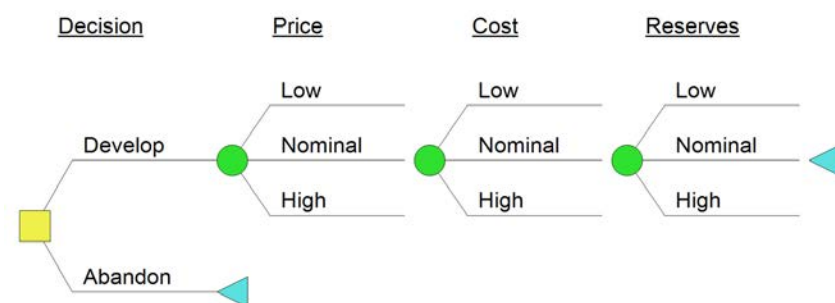 Decision Price Cost Reserves
Low Low Low
Develop Nominal Nominal Nominal
High High High
Abandon